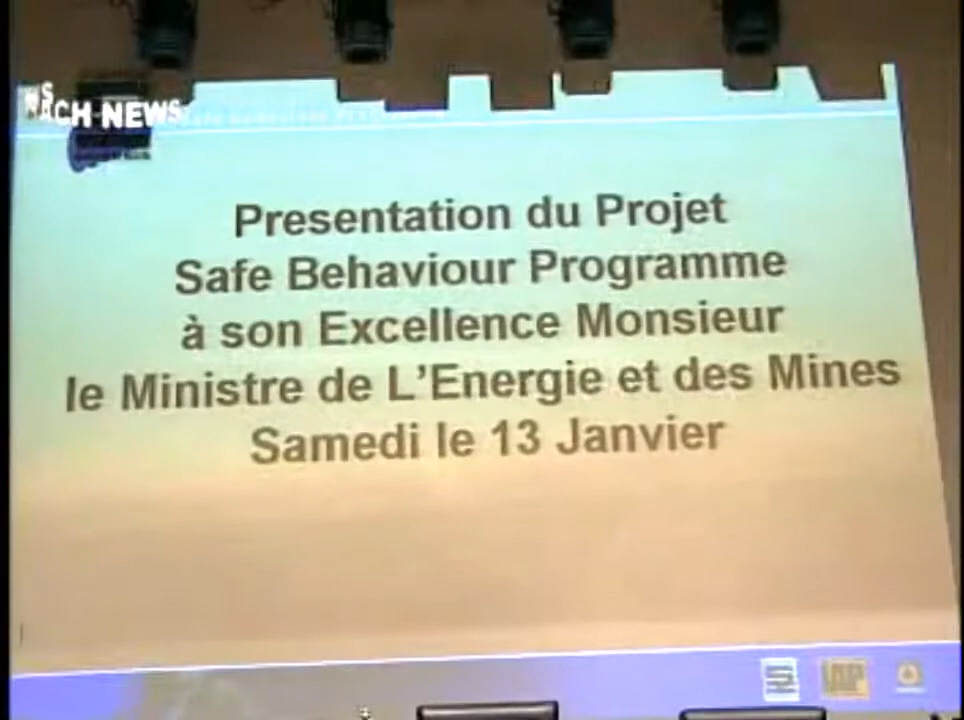 NEWS
Presentation du Projet
Safe Behaviour Programme
à son Excellence Monsieur
le Ministre de L'Energie et des Mines
Samedi le 13 Janvier